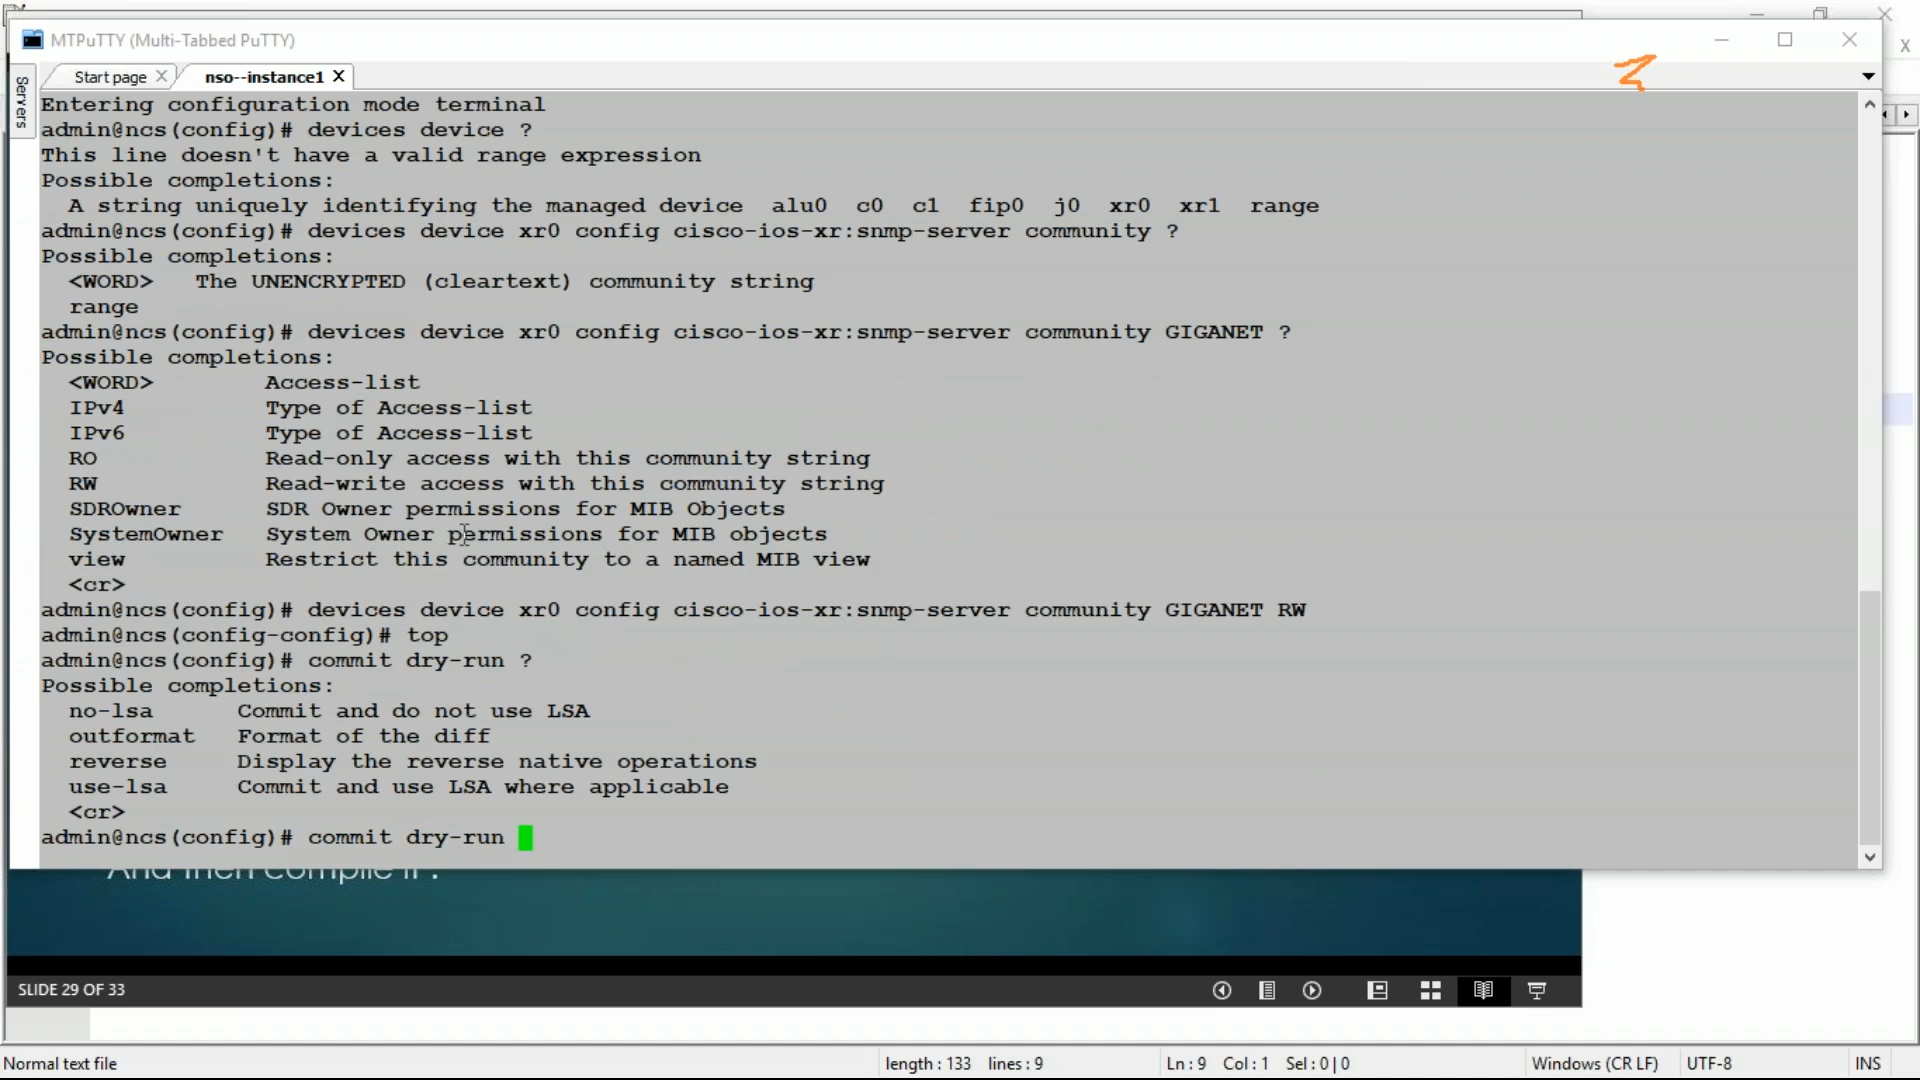 MTPuTTY (Multi-Tabbed PuTTY)
Servers
Start page
nso--instance1
Entering configuration mode terminal
admin@ncs(config)# devices device ?
This line doesn't have a valid range expression
Possible completions:
A string uniquely identifying the managed device alu0 c0 c1 fip0 j0 xr0 xr1 range
admin@ncs(config)# devices device xr0 config cisco-ios-xr:snmp-server community ?
Possible completions:
<WORD> The UNENCRYPTED (cleartext) community string
range
admin@ncs(config)# devices device xr0 config cisco-ios-xr:snmp-server community GIGANET ?
Possible completions:
<WORD> Access-list
IPv4 Type of Access-list
IPv6 Type of Access-list
RO Read-only access with this community string
RW Read-write access with this community string
SDROwner SDR Owner permissions for MIB Objects
SystemOwner System Owner permissions for MIB objects
view Restrict this community to a named MIB view
<cr>
admin@ncs(config)# devices device xr0 config cisco-ios-xr:snmp-server community GIGANET RW
admin@ncs(config-config)# top
admin@ncs(config)# commit dry-run ?
Possible completions:
no-lsa Commit and do not use LSA
outformat Format of the diff
reverse Display the reverse native operations
use-lsa Commit and use LSA where applicable
<cr>
admin@ncs(config)# commit dry-run
And then compile it.
SLIDE 29 OF 33
Normal text file length : 133 lines : 9 Ln : 9 Col : 1 Sel : 0 | 0 Windows (CR LF) UTF-8 INS